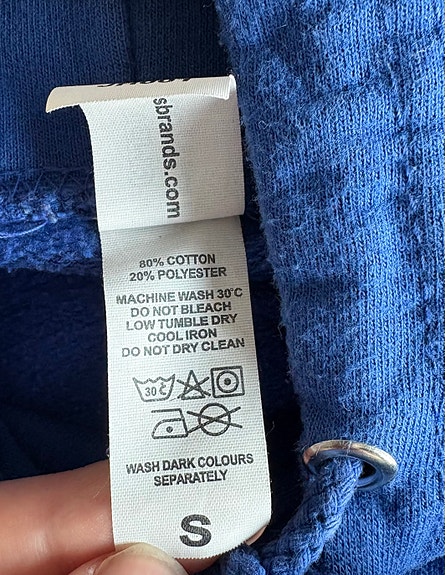 sbrands.com
80% COTTON
20% POLYESTER
MACHINE WASH 30°C
DO NOT BLEACH
LOW TUMBLE DRY
COOL IRON
DO NOT DRY CLEAN
30°C
WASH DARK COLOURS
SEPARATELY
S